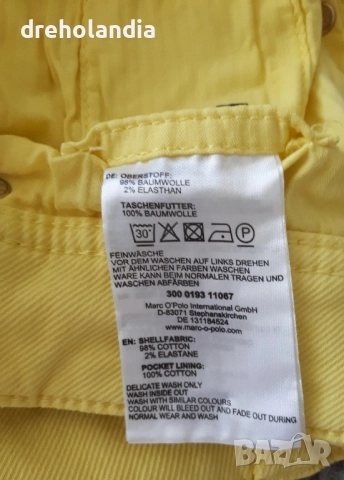 dreholandia
DE: OBERSTOFF:
98% BAUMWOLLE
2% ELASTHAN
TASCHENFUTTER:
100% BAUMWOLLE
30°
P
FEINWÄSCHE
VOR DEM WASCHEN AUF LINKS DREHEN
MIT ÄHNLICHEN FARBEN WASCHEN
WARE KANN BEIM NORMALEN TRAGEN UND
WASCHEN ABFÄRBEN
300 0193 11087
Marc O'Polo International GmbH
D-83071 Stephanskirchen
DE 131184524
www.marc-o-polo.com
EN: SHELLFABRIC:
98% COTTON
2% ELASTANE
POCKET LINING:
100% COTTON
DELICATE WASH ONLY
WASH INSIDE OUT
WASH WITH SIMILAR COLOURS
COLOUR WILL BLEED OUT AND FADE DURING
NORMAL WEAR AND WASH
BAZAR